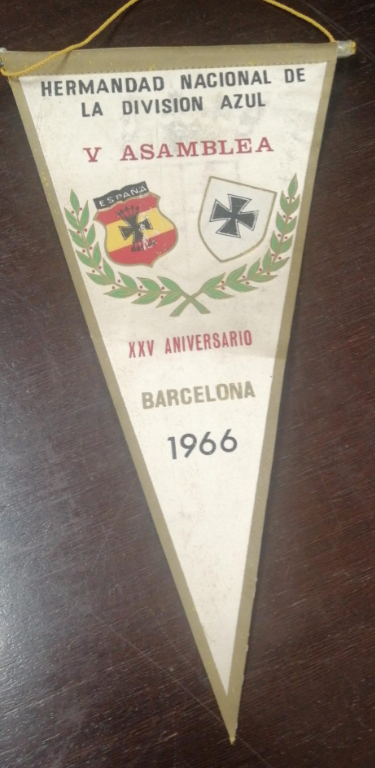 HERMANDAD NACIONAL DE
LA DIVISION AZUL
V ASAMBLEA
ESPAÑA
XXV ANIVERSARIO
BARCELONA
1966